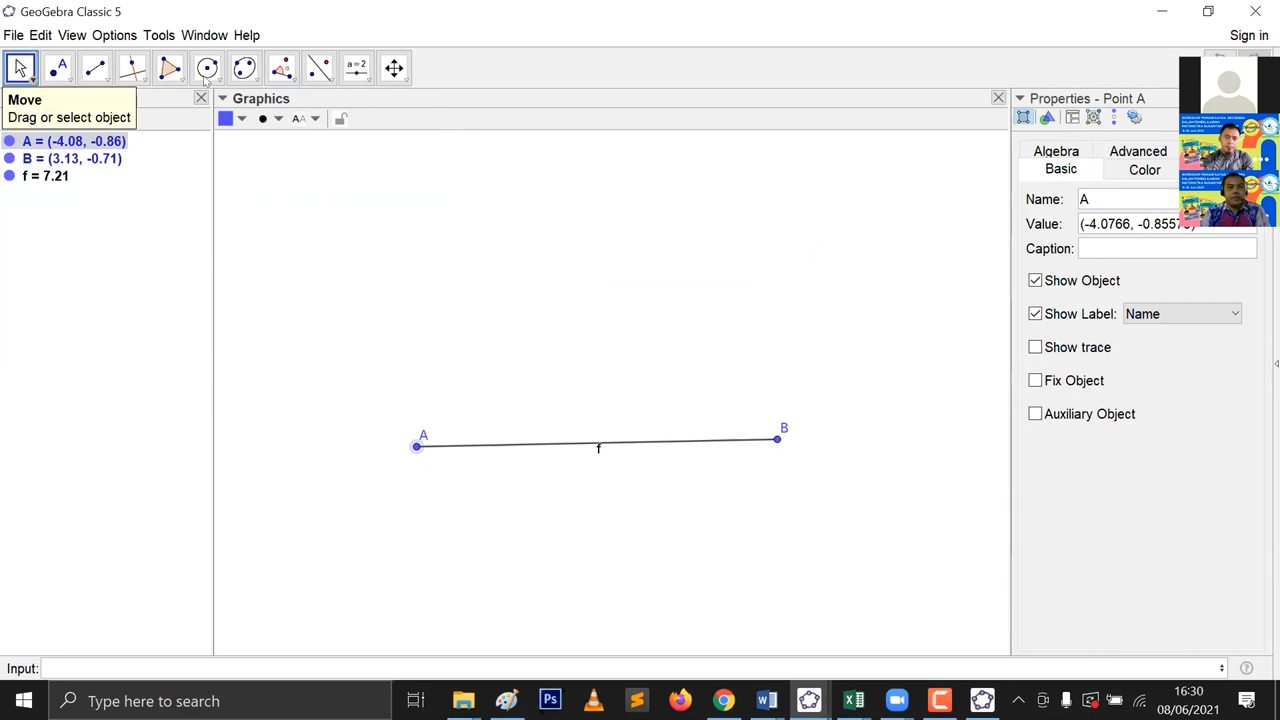 GeoGebra Classic 5
File Edit View Options Tools Window Help
Sign in
A
a=2
Move
Drag or select object
Graphics
Properties - Point A
AA
A = (-4.08, -0.86)
B = (3.13, -0.71)
f = 7.21
Algebra Advanced
Basic Color
Name: A
Value: (-4.0766, -0.8557
Caption:
Show Object
Show Label: Name
Show trace
Fix Object
Auxiliary Object
A
B
f
Input:
Type here to search
Ps
16:30
08/06/2021